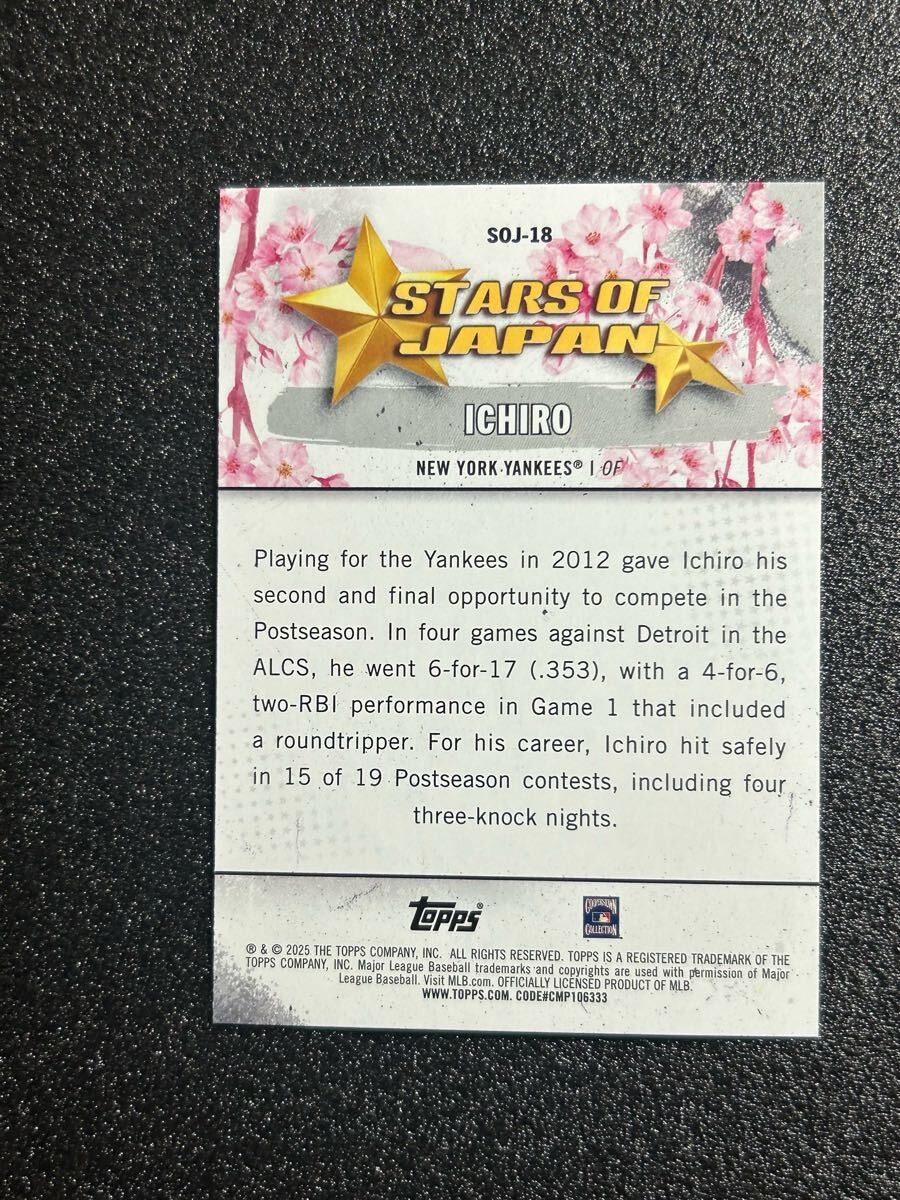 SOJ-18
STARS OF
JAPAN
ICHIRO
NEW YORK YANKEES® | OF
Playing for the Yankees in 2012 gave Ichiro his
second and final opportunity to compete in the
Postseason. In four games against Detroit in the
ALCS, he went 6-for-17 (.353), with a 4-for-6,
two-RBI performance in Game 1 that included
a roundtripper. For his career, Ichiro hit safely
in 15 of 19 Postseason contests, including four
three-knock nights.
topps®
COOPERSTOWN
COLLECTION™
® & © 2025 THE TOPPS COMPANY, INC. ALL RIGHTS RESERVED. TOPPS IS A REGISTERED TRADEMARK OF THE
TOPPS COMPANY, INC. Major League Baseball trademarks and copyrights are used with permission of Major
League Baseball. Visit MLB.com. OFFICIALLY LICENSED PRODUCT OF MLB.
WWW.TOPPS.COM. CODE#CMP106333